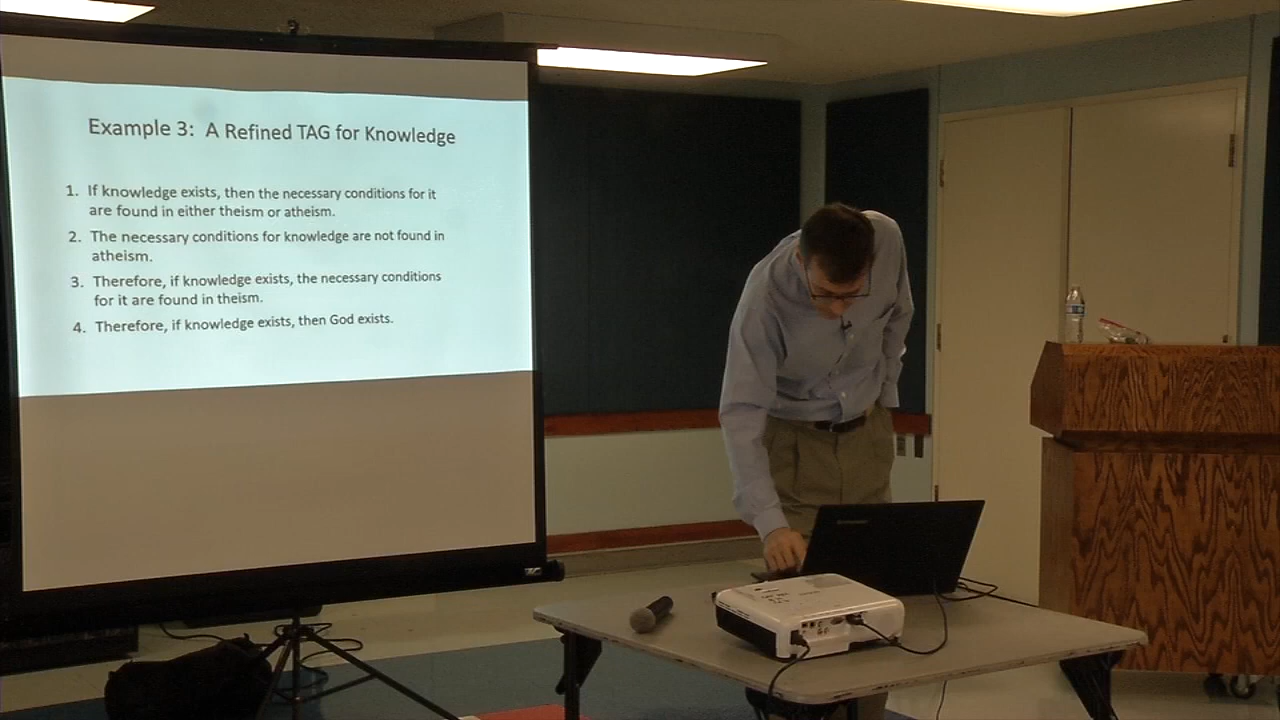 Example 3: A Refined TAG for Knowledge
1. If knowledge exists, then the necessary conditions for it
are found in either theism or atheism.
2. The necessary conditions for knowledge are not found in
atheism.
3. Therefore, if knowledge exists, the necessary conditions
for it are found in theism.
4. Therefore, if knowledge exists, then God exists.